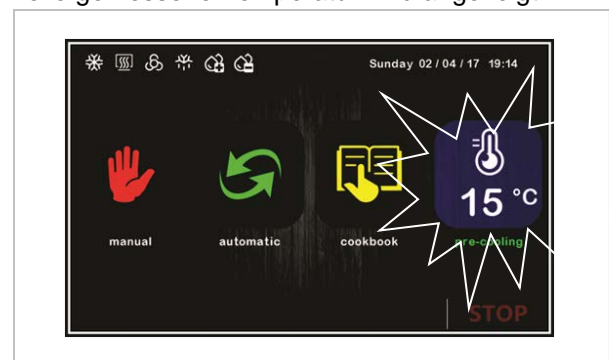 Sunday 02 / 04 / 17 19:14
15 °C
manual automatic cookbook pre-cooling
STOP